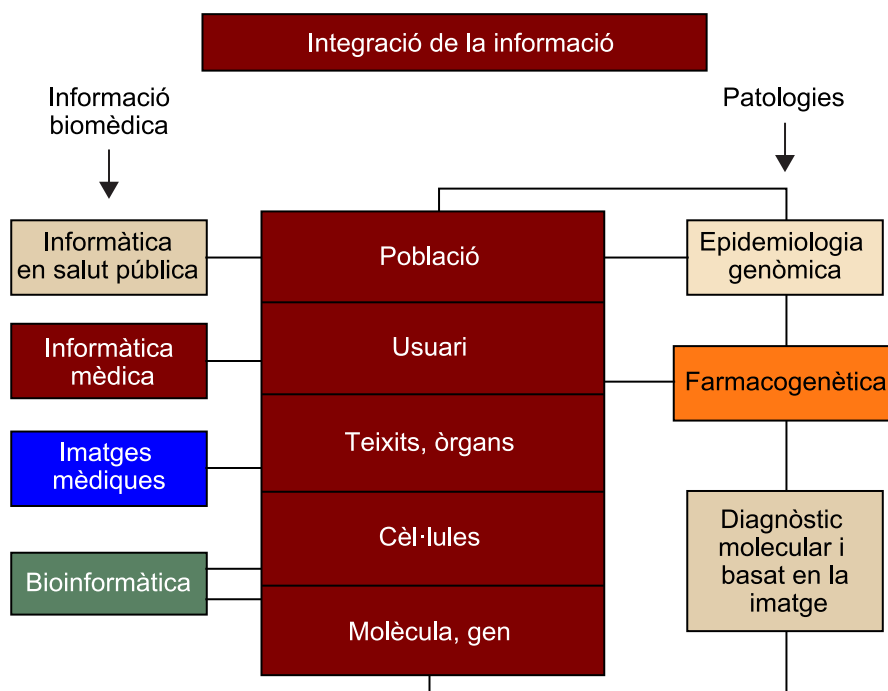 Integració de la informació
Informació
biomèdica
Patologies
Informàtica
en salut pública
Població
Epidemiologia
genòmica
Informàtica
mèdica
Usuari
Farmacogenètica
Imatges
mèdiques
Teixits, òrgans
Bioinformàtica
Cèl·lules
Diagnòstic
molecular i
basat en la
imatge
Molècula, gen